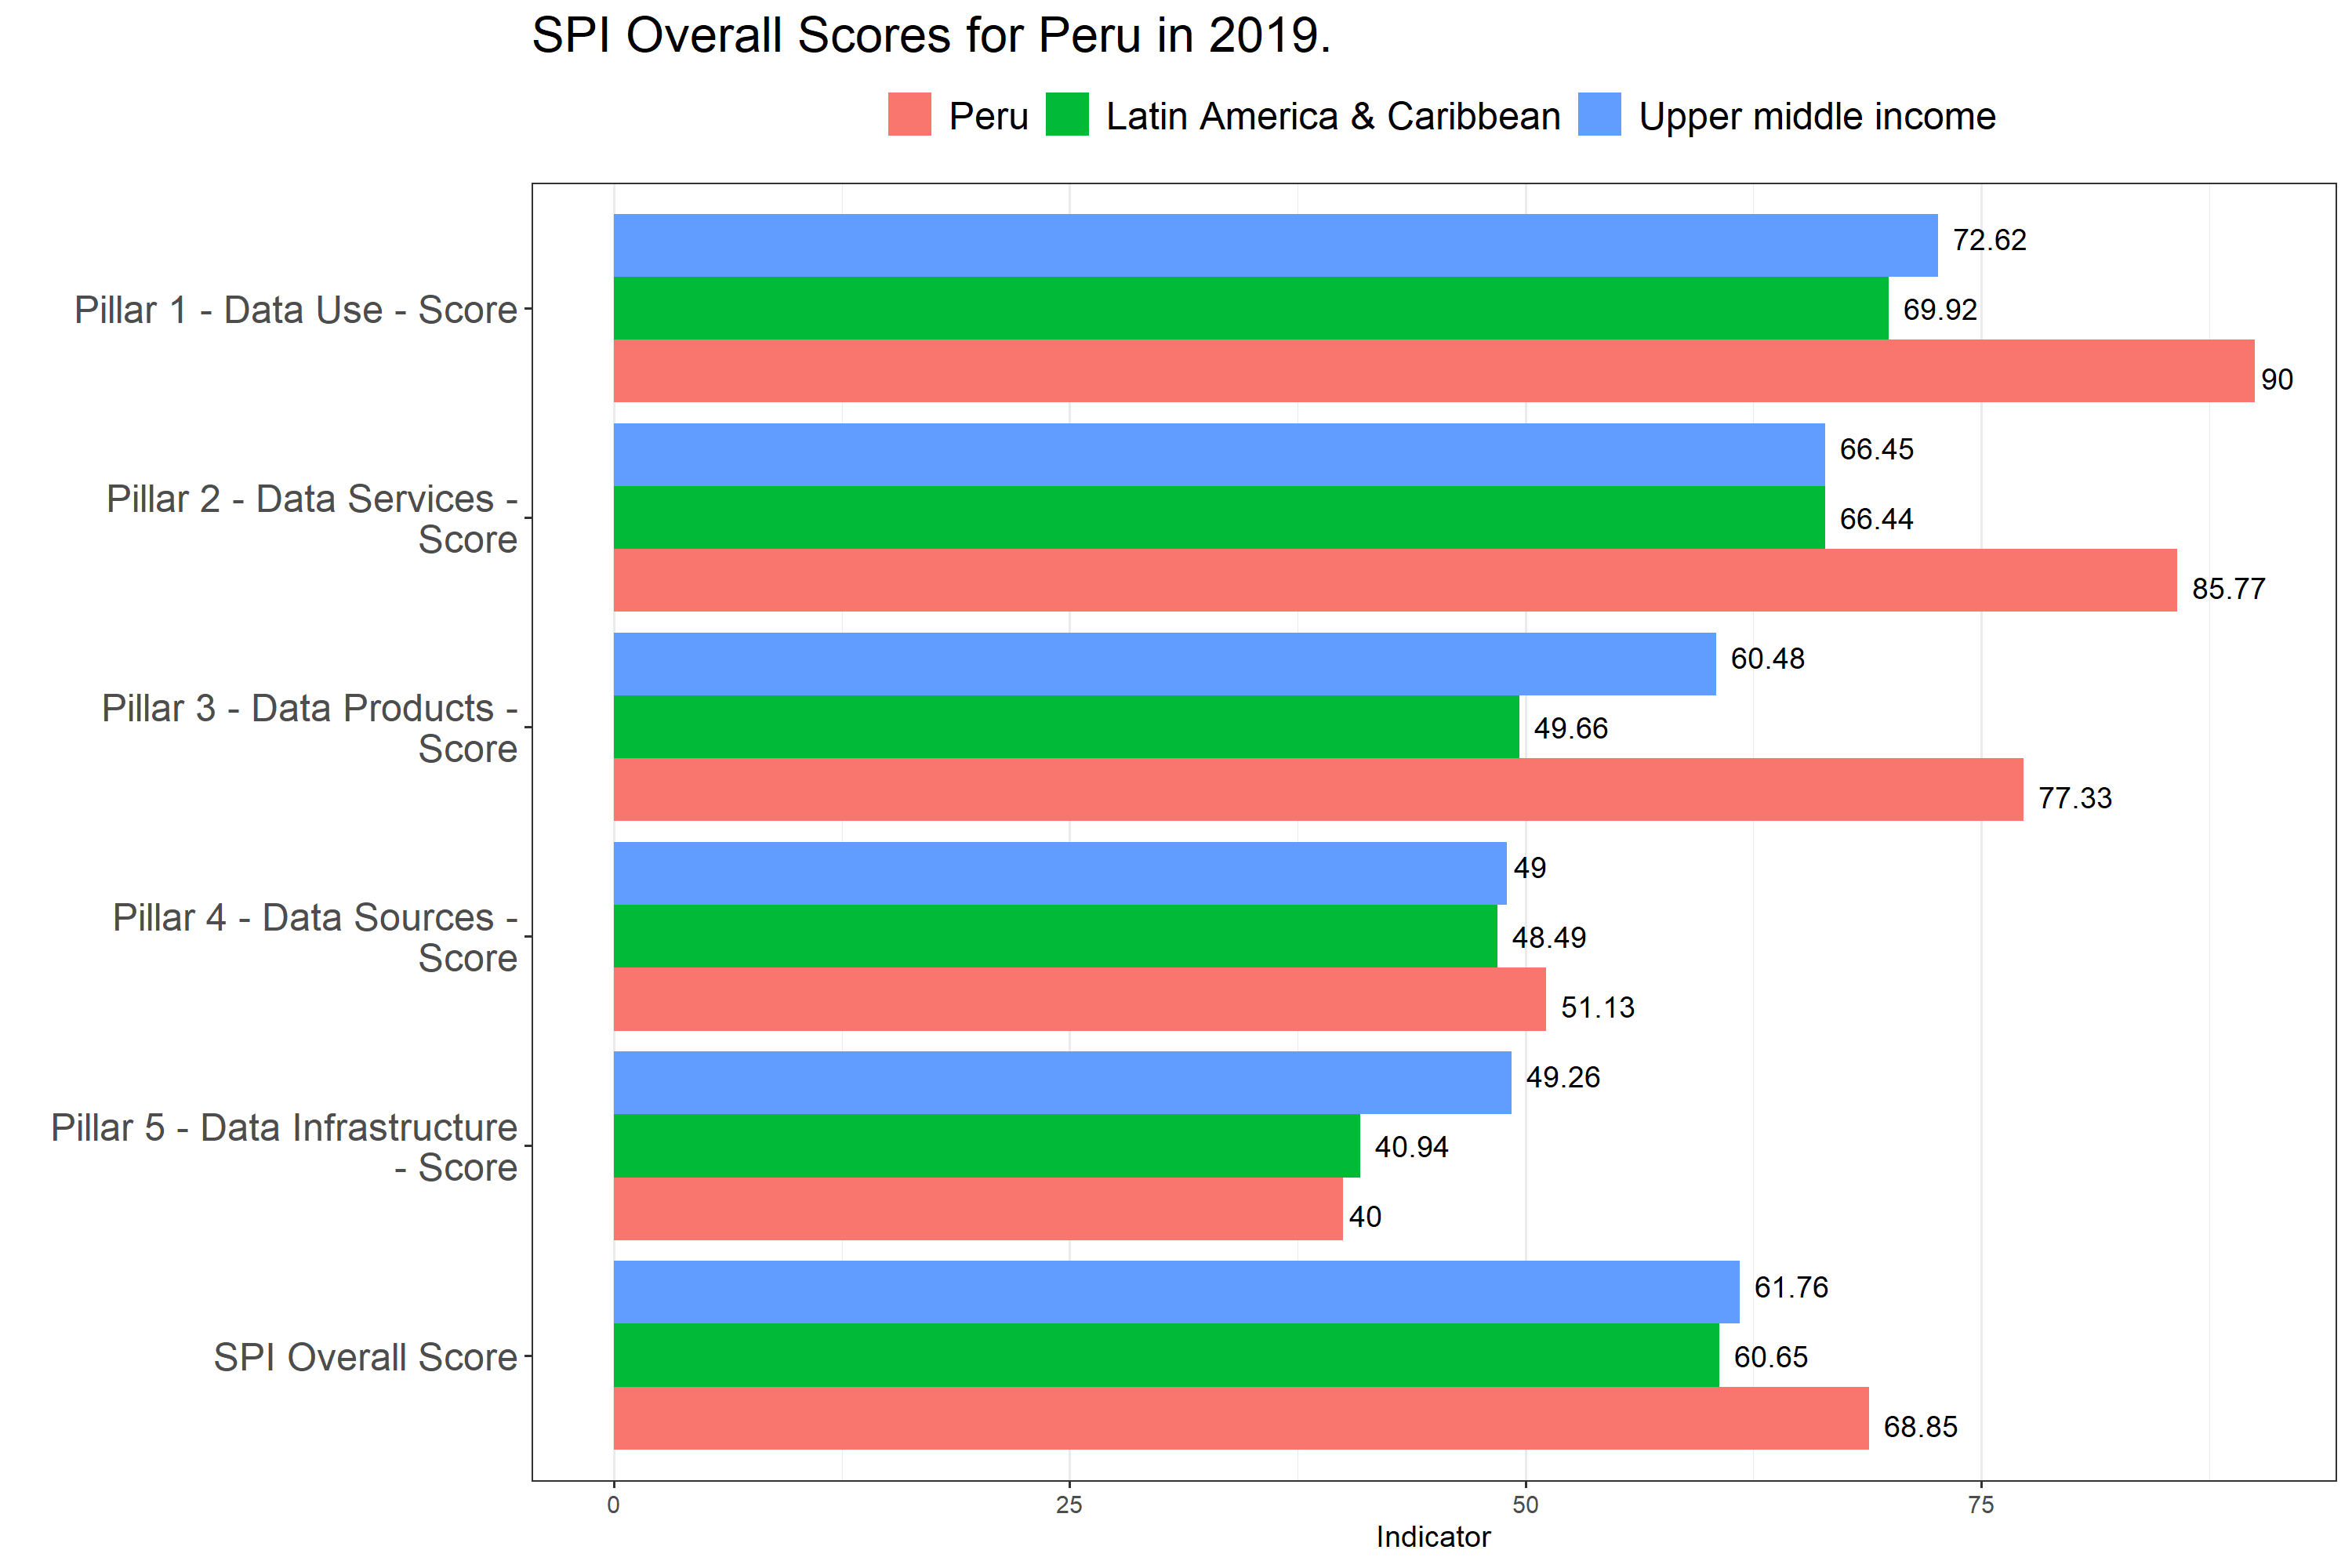 SPI Overall Scores for Peru in 2019.
Peru Latin America & Caribbean Upper middle income
Pillar 1 - Data Use - Score
72.62
69.92
90
Pillar 2 - Data Services -
Score
66.45
66.44
85.77
Pillar 3 - Data Products -
Score
60.48
49.66
77.33
Pillar 4 - Data Sources -
Score
49
48.49
51.13
Pillar 5 - Data Infrastructure
- Score
49.26
40.94
40
SPI Overall Score
61.76
60.65
68.85
0 25 50 75
Indicator